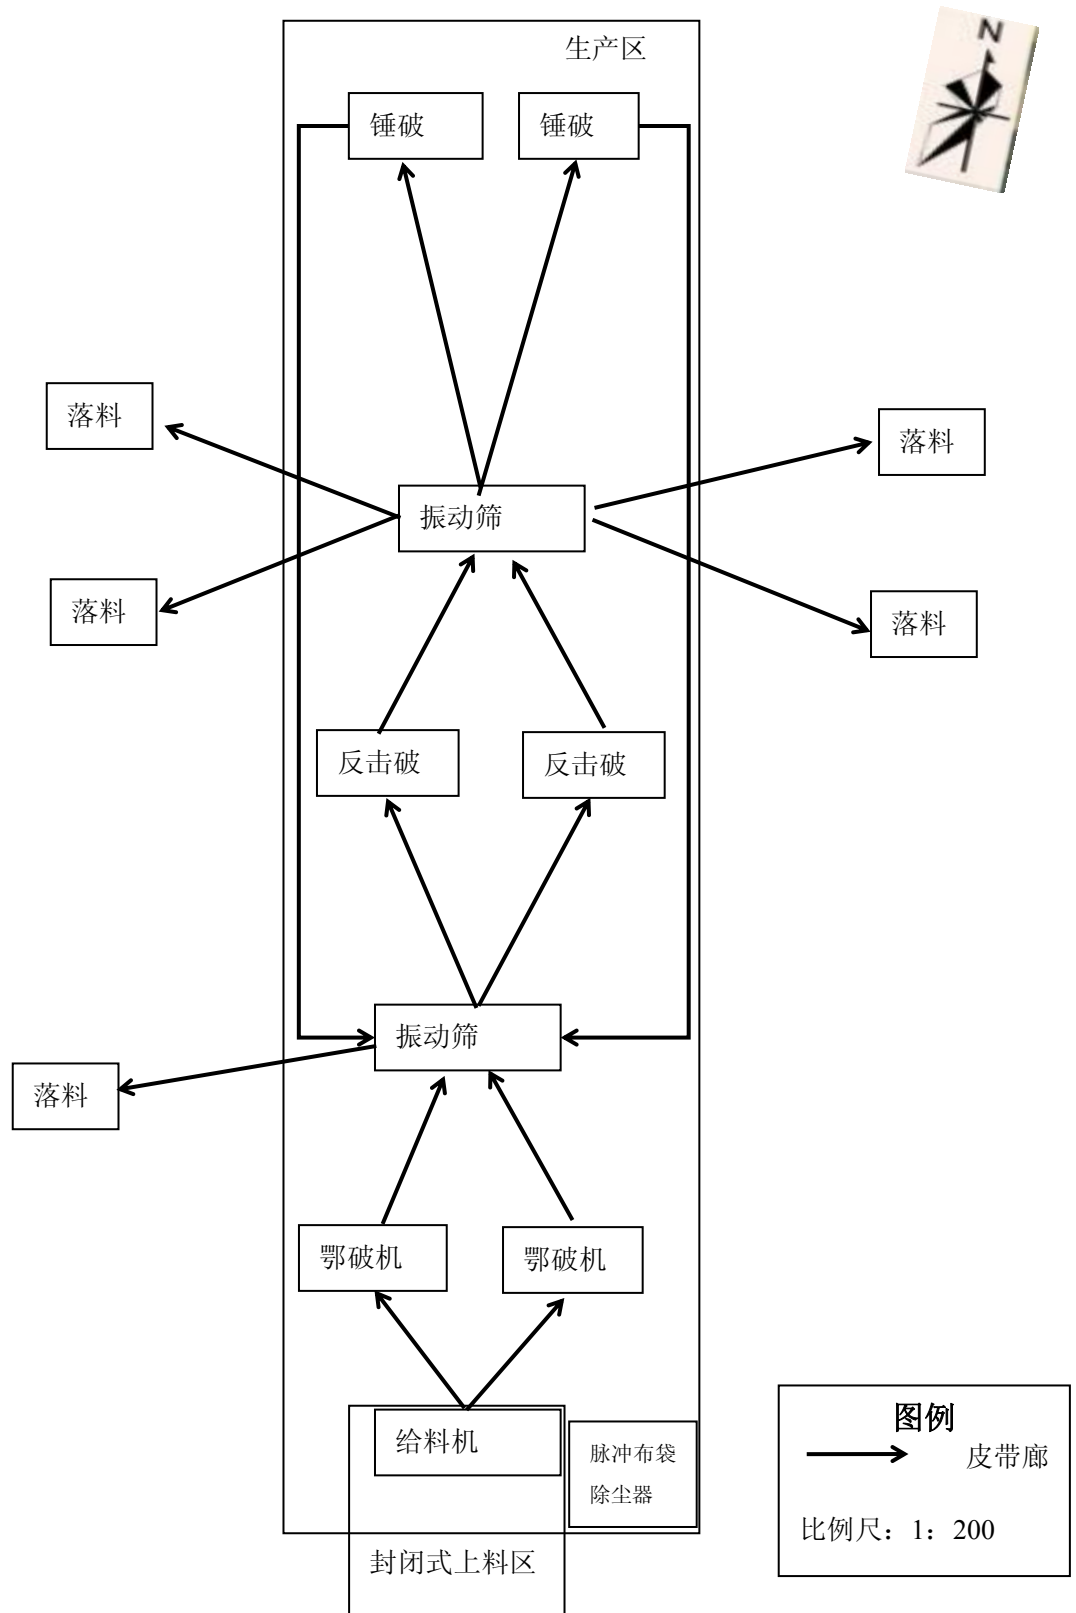 生产区
N
锤破
锤破
落料
落料
振动筛
落料
落料
反击破
反击破
振动筛
落料
鄂破机
鄂破机
给料机
脉冲布袋
除尘器
封闭式上料区
图例
皮带廊
比例尺：1：200